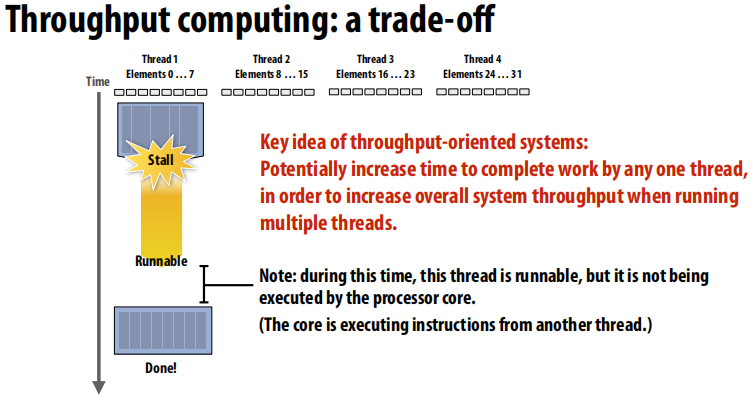 Throughput computing: a trade-off
Thread 1
Elements 0 … 7
Thread 2
Elements 8 … 15
Thread 3
Elements 16 … 23
Thread 4
Elements 24 … 31
Time
Stall
Key idea of throughput-oriented systems:
Potentially increase time to complete work by any one thread,
in order to increase overall system throughput when running
multiple threads.
Runnable
Note: during this time, this thread is runnable, but it is not being
executed by the processor core.
(The core is executing instructions from another thread.)
Done!